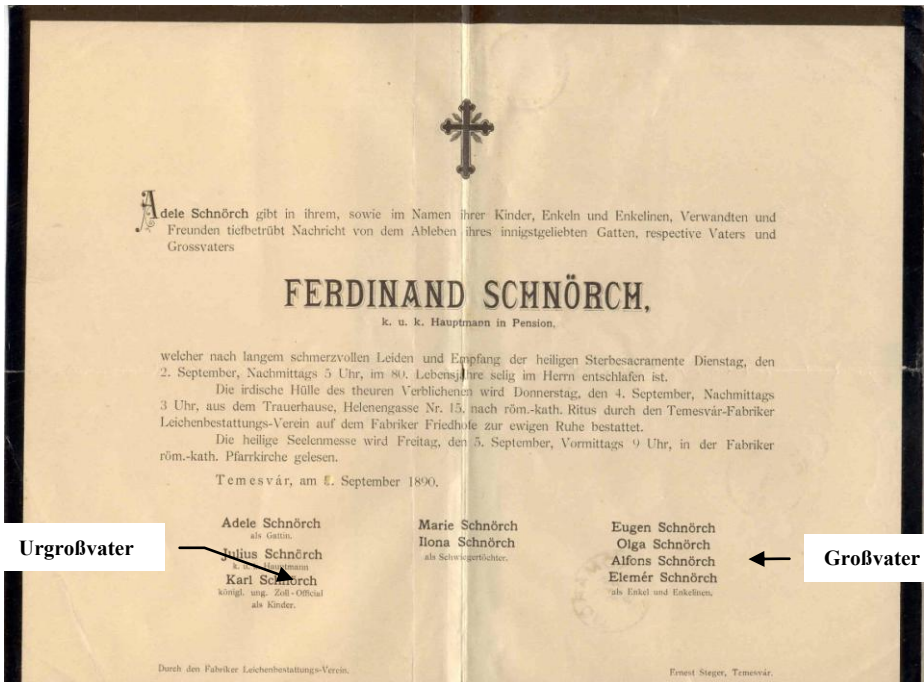 Adele Schnörch gibt in ihrem, sowie im Namen ihrer Kinder, Enkeln und Enkelinen, Verwandten und
Freunden tiefbetrübt Nachricht von dem Ableben ihres innigstgeliebten Gatten, respective Vaters und
Grossvaters
FERDINAND SCHNÖRCH,
k. u. k. Hauptmann in Pension,
welcher nach langem schmerzvollen Leiden und Empfang der heiligen Sterbesacramente Dienstag, den
2. September, Nachmittags 5 Uhr, im 80. Lebensjahre selig im Herrn entschlafen ist.
Die irdische Hülle des theuren Verblichenen wird Donnerstag, den 4. September, Nachmittags
3 Uhr, aus dem Trauerhause, Helenengasse Nr. 15, nach röm.-kath. Ritus durch den Temesvár-Fabriker
Leichenbestattungs-Verein auf dem Fabriker Friedhofe zur ewigen Ruhe bestattet.
Die heilige Seelenmesse wird Freitag, den 5. September, Vormittags 9 Uhr, in der Fabriker
röm.-kath. Pfarrkirche gelesen.
Temesvár, am September 1890.
Adele Schnörch
als Gattin.
Julius Schnörch
k. u. k. Hauptmann
Karl Schnörch
königl. ung. Zoll-Official
als Kinder.
Marie Schnörch
Ilona Schnörch
als Schwiegertöchter.
Eugen Schnörch
Olga Schnörch
Alfons Schnörch
Elemér Schnörch
als Enkel und Enkelinen.
Urgroßvater
Großvater
Durch den Fabriker Leichenbestattungs-Verein.
Ernest Steger, Temesvár.